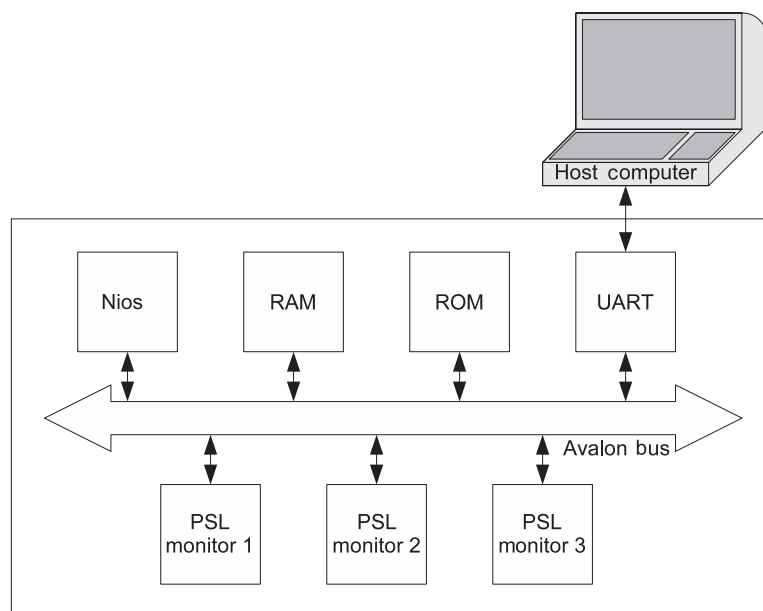 Host computer
Nios
RAM
ROM
UART
Avalon bus
PSL
monitor 1
PSL
monitor 2
PSL
monitor 3